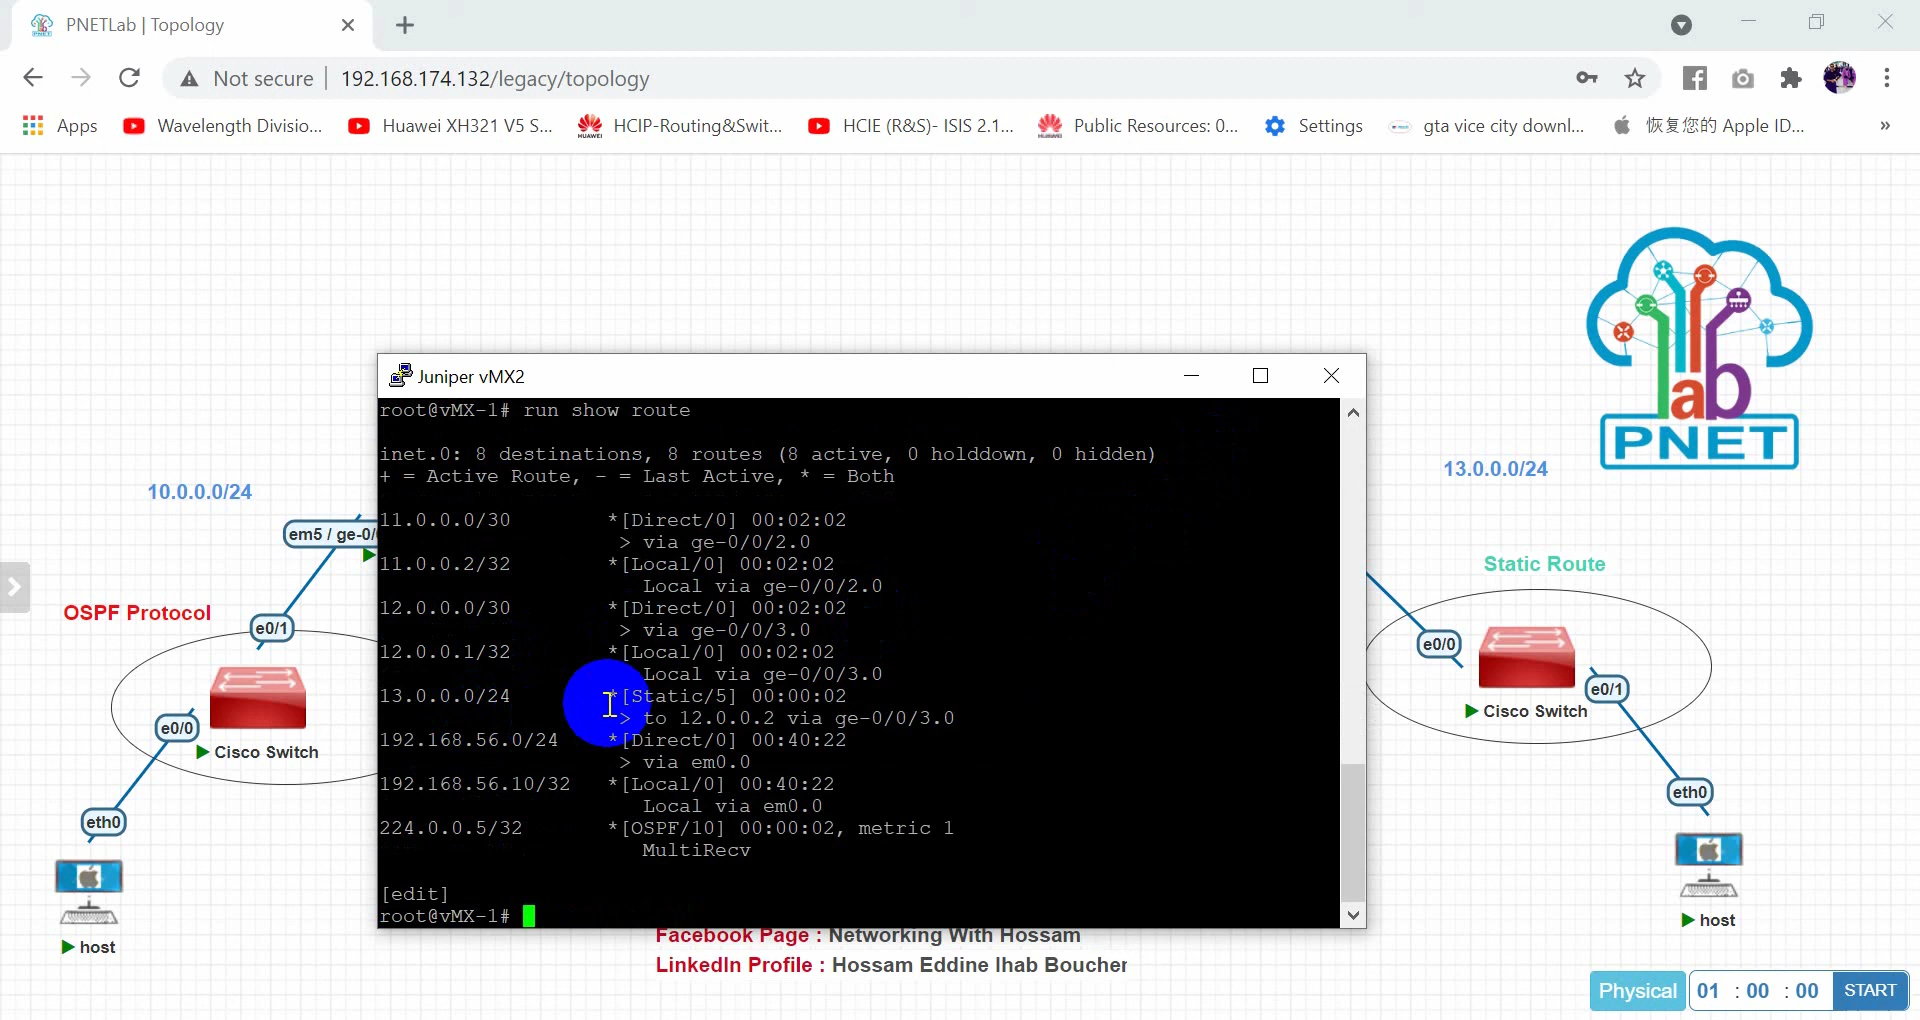 PNETLab | Topology
Not secure 192.168.174.132/legacy/topology
Apps Wavelength Divisio... Huawei XH321 V5 S... HCIP-Routing&Swit... HCIE (R&S)- ISIS 2.1... Public Resources: 0... Settings gta vice city downl... 恢复您的 Apple ID... »
lab
PNET
10.0.0.0/24
13.0.0.0/24
em5 / ge-0/
OSPF Protocol
Static Route
e0/1
e0/0
Cisco Switch
eth0
host
e0/0
e0/1
Cisco Switch
eth0
host
Juniper vMX2
root@vMX-1# run show route
inet.0: 8 destinations, 8 routes (8 active, 0 holddown, 0 hidden)
+ = Active Route, - = Last Active, * = Both
11.0.0.0/30 *[Direct/0] 00:02:02
> via ge-0/0/2.0
11.0.0.2/32 *[Local/0] 00:02:02
Local via ge-0/0/2.0
12.0.0.0/30 *[Direct/0] 00:02:02
> via ge-0/0/3.0
12.0.0.1/32 *[Local/0] 00:02:02
Local via ge-0/0/3.0
13.0.0.0/24 *[Static/5] 00:00:02
> to 12.0.0.2 via ge-0/0/3.0
192.168.56.0/24 *[Direct/0] 00:40:22
> via em0.0
192.168.56.10/32 *[Local/0] 00:40:22
Local via em0.0
224.0.0.5/32 *[OSPF/10] 00:00:02, metric 1
MultiRecv
[edit]
root@vMX-1#
Facebook Page : Networking With Hossam
LinkedIn Profile : Hossam Eddine Ihab Boucher
Physical 01 : 00 : 00 START